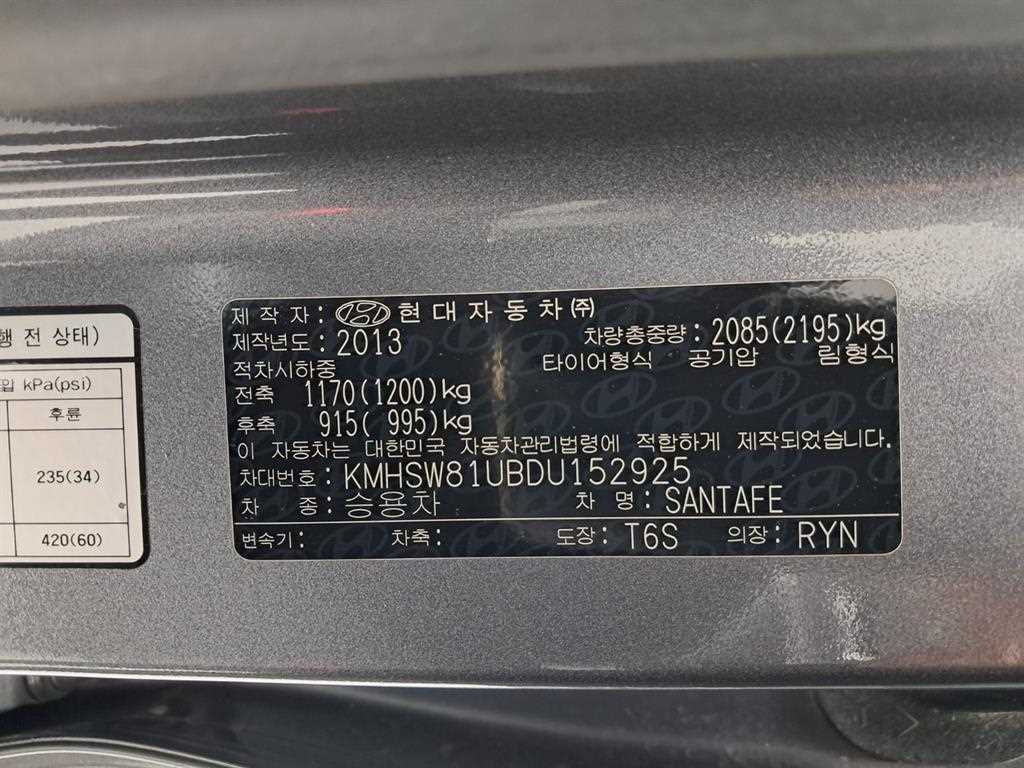 행 전 상태)
압 kPa(psi)
후륜
235(34)
420(60)
제 작 자: 현대자동차㈜
제작년도: 2013 차량총중량: 2085(2195)kg
적차시하중 타이어형식 공기압 림형식
전축 1170(1200)kg
후축 915( 995)kg
이 자동차는 대한민국 자동차관리법령에 적합하게 제작되었습니다.
차대번호: KMHSW81UBDU152925
차 종: 승용차 차 명: SANTAFE
변속기: 차축: 도장: T6S 의장: RYN